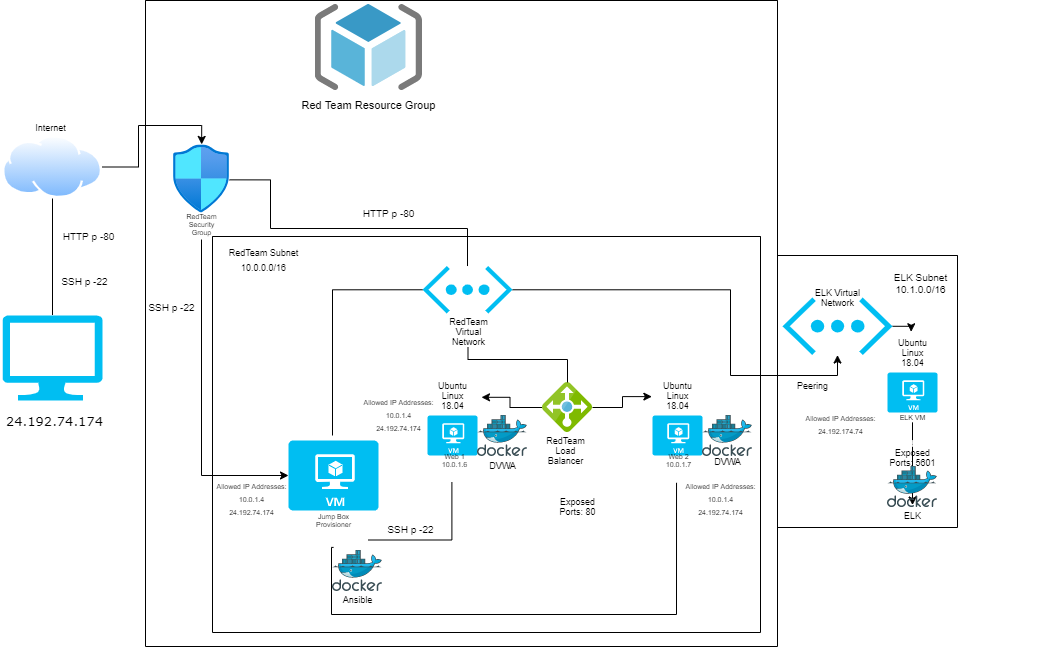 Red Team Resource Group
Internet
HTTP p -80
SSH p -22
24.192.74.174
RedTeam
Security
Group
SSH p -22
HTTP p -80
RedTeam Subnet
10.0.0.0/16
RedTeam
Virtual
Network
Allowed IP Addresses:
10.0.1.4
24.192.74.174
VM
Jump Box
Provisioner
docker
Ansible
SSH p -22
Allowed IP Addresses:
10.0.1.4
24.192.74.174
Ubuntu
Linux
18.04
VM
Web 1
10.0.1.6
docker
DVWA
RedTeam
Load
Balancer
Exposed
Ports: 80
Ubuntu
Linux
18.04
VM
Web 2
10.0.1.7
docker
DVWA
Allowed IP Addresses:
10.0.1.4
24.192.74.174
ELK Subnet
10.1.0.0/16
ELK Virtual
Network
Peering
Ubuntu
Linux
18.04
VM
ELK VM
Allowed IP Addresses:
24.192.174.74
Exposed
Ports: 5601
docker
ELK